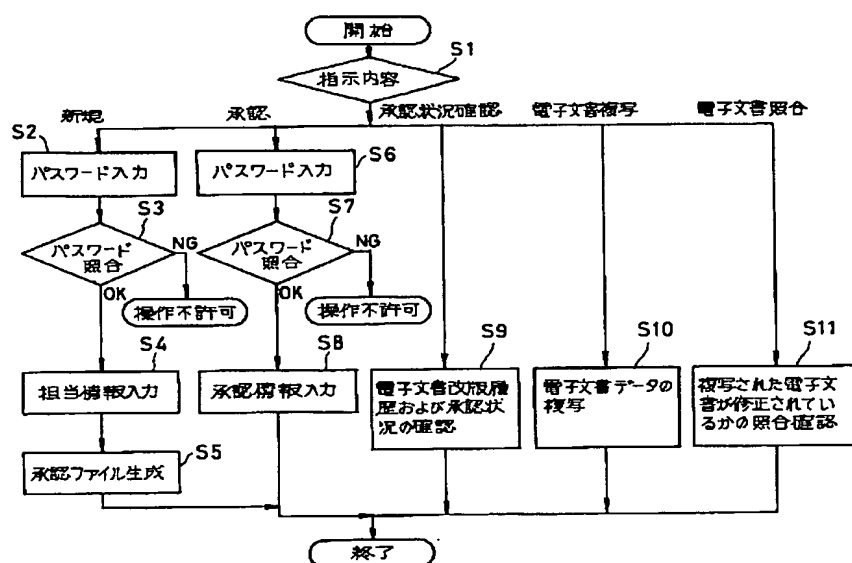 開始
S1
指示内容
新規
承認
承認状況確認
電子文書複写
電子文書照合
S2
パスワード入力
S6
パスワード入力
S3
パスワード
照合
NG
OK
操作不許可
S7
パスワード
照合
NG
OK
操作不許可
S4
担当情報入力
S8
承認情報入力
S9
電子文書改版履
歴および承認状
況の確認
S10
電子文書データの
複写
S11
複写された電子文
書が修正されてい
るかの照合確認
S5
承認ファイル生成
終了